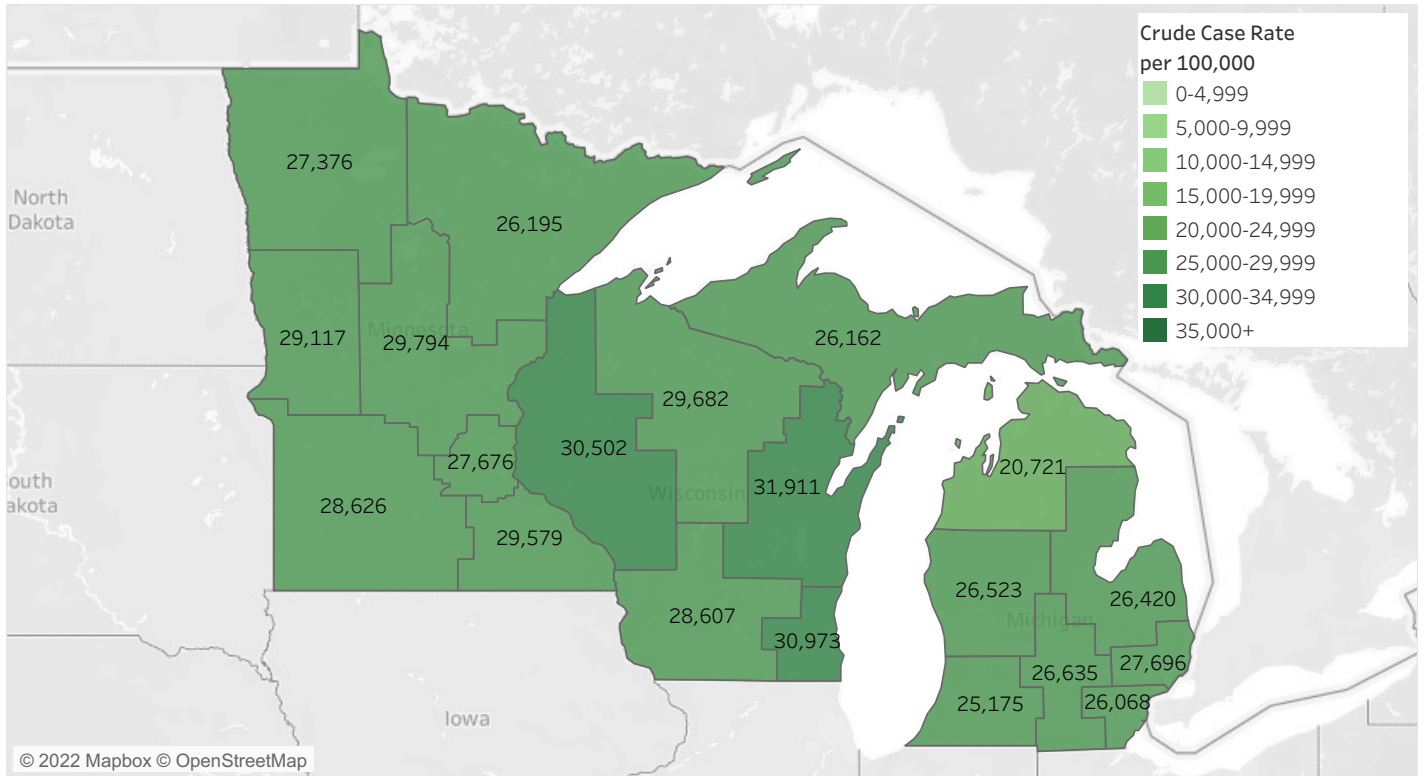 Crude Case Rate
per 100,000
0-4,999
5,000-9,999
10,000-14,999
15,000-19,999
20,000-24,999
25,000-29,999
30,000-34,999
35,000+
27,376
North
Dakota
26,195
29,117
Minnesota
29,794
26,162
29,682
30,502
27,676
20,721
outh
akota
Wisconsin
31,911
28,626
29,579
26,523
26,420
28,607
Michigan
30,973
27,696
26,635
25,175
26,068
Iowa
© 2022 Mapbox © OpenStreetMap